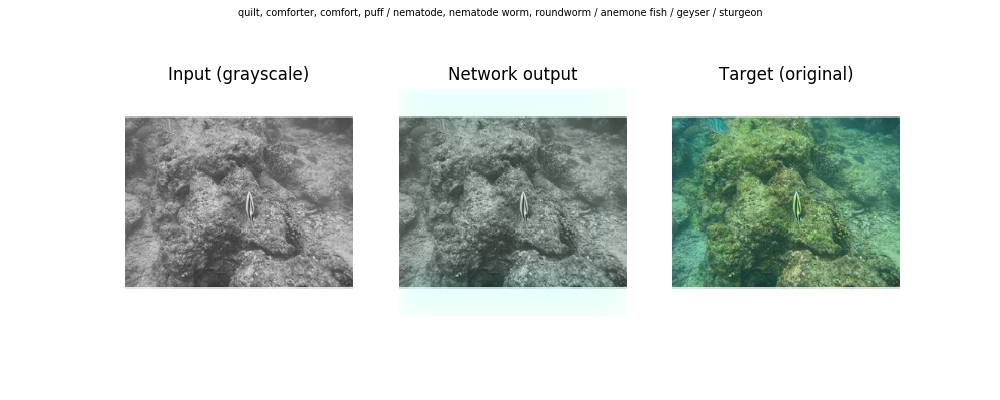 quilt, comforter, comfort, puff / nematode, nematode worm, roundworm / anemone fish / geyser / sturgeon
Input (grayscale)
Network output
Target (original)